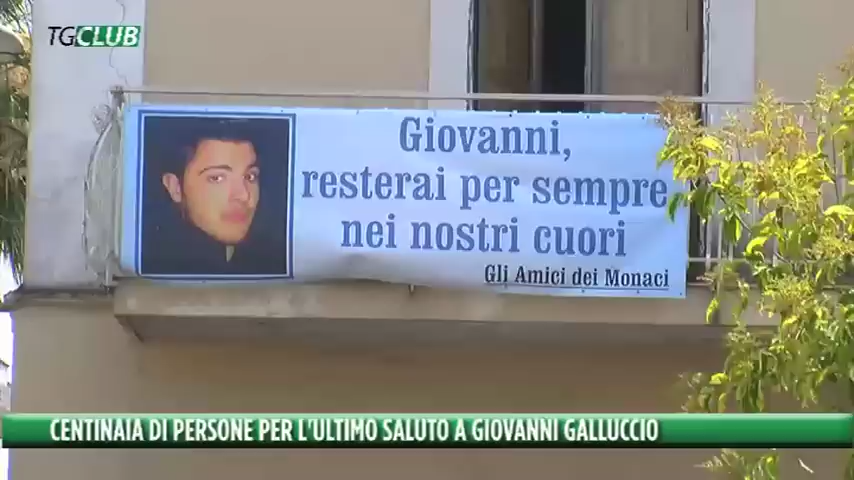 TGCLUB
Giovanni,
resterai per sempre
nei nostri cuori
Gli Amici dei Monaci
CENTINAIA DI PERSONE PER L'ULTIMO SALUTO A GIOVANNI GALLUCCIO